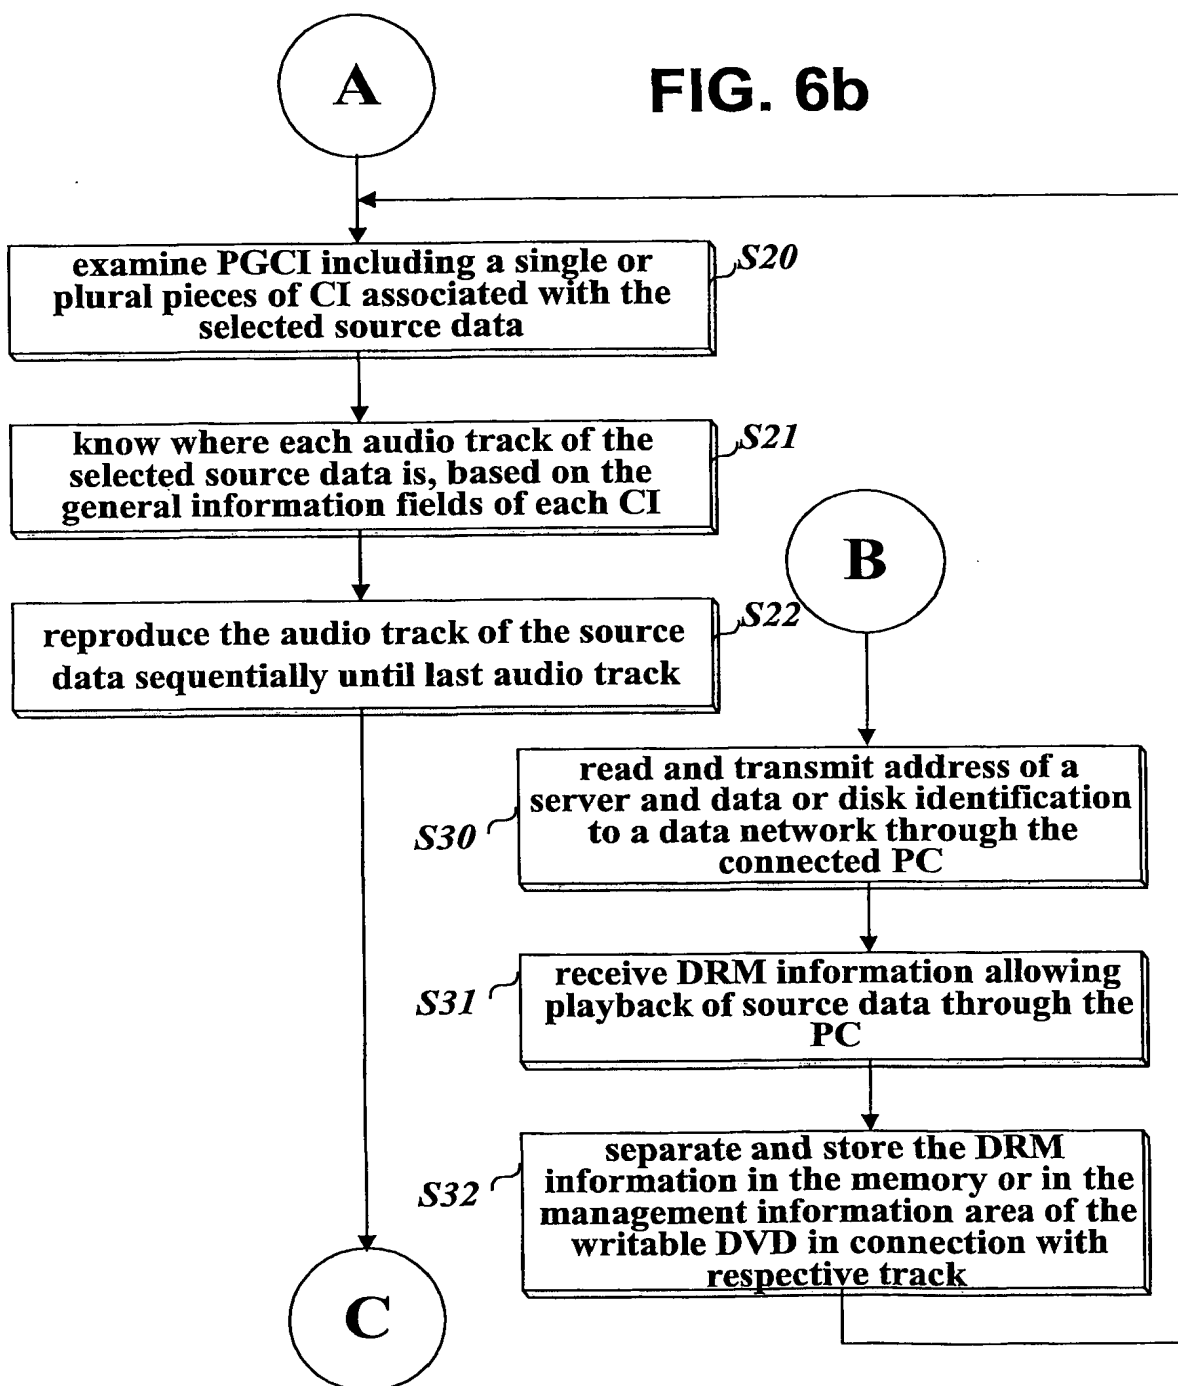 A
FIG. 6b
examine PGCI including a single or
plural pieces of CI associated with the
selected source data
S20
know where each audio track of the
selected source data is, based on the
general information fields of each CI
S21
reproduce the audio track of the source
data sequentially until last audio track
S22
B
read and transmit address of a
server and data or disk identification
to a data network through the
connected PC
S30
receive DRM information allowing
playback of source data through the
PC
S31
separate and store the DRM
information in the memory or in the
management information area of the
writable DVD in connection with
respective track
S32
C